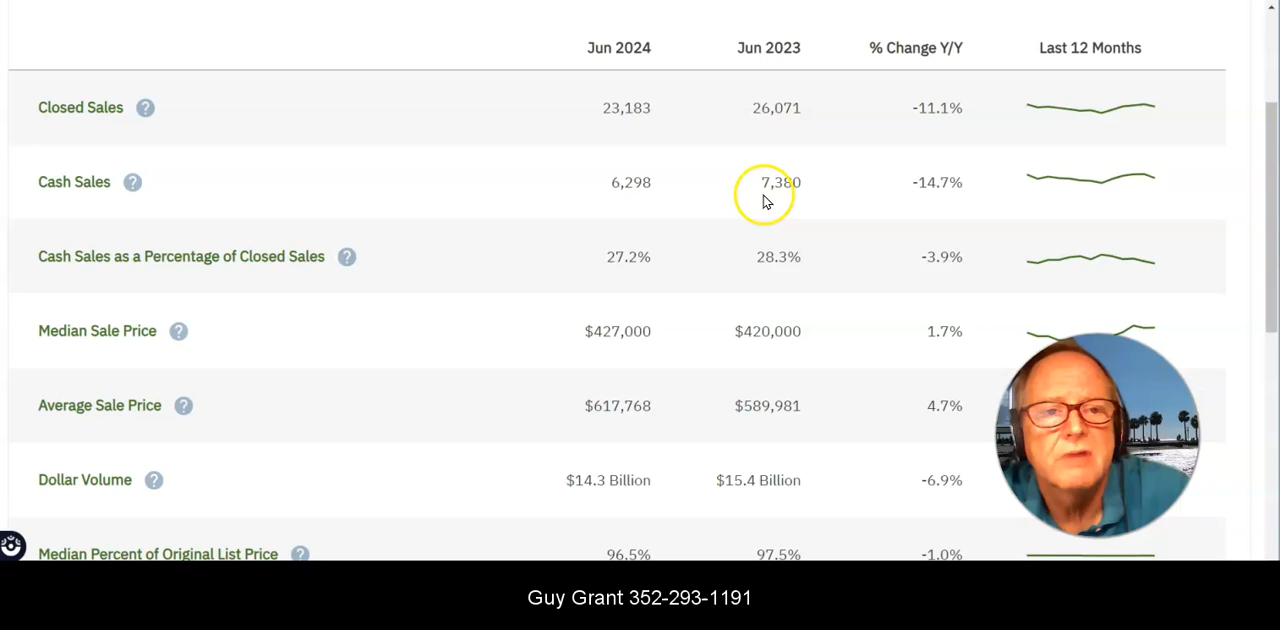 Jun 2024 Jun 2023 % Change Y/Y Last 12 Months
Closed Sales ? 23,183 26,071 -11.1%
Cash Sales ? 6,298 7,380 -14.7%
Cash Sales as a Percentage of Closed Sales ? 27.2% 28.3% -3.9%
Median Sale Price ? $427,000 $420,000 1.7%
Average Sale Price ? $617,768 $589,981 4.7%
Dollar Volume ? $14.3 Billion $15.4 Billion -6.9%
Median Percent of Original List Price ? 96.5% 97.5% -1.0%
Guy Grant 352-293-1191